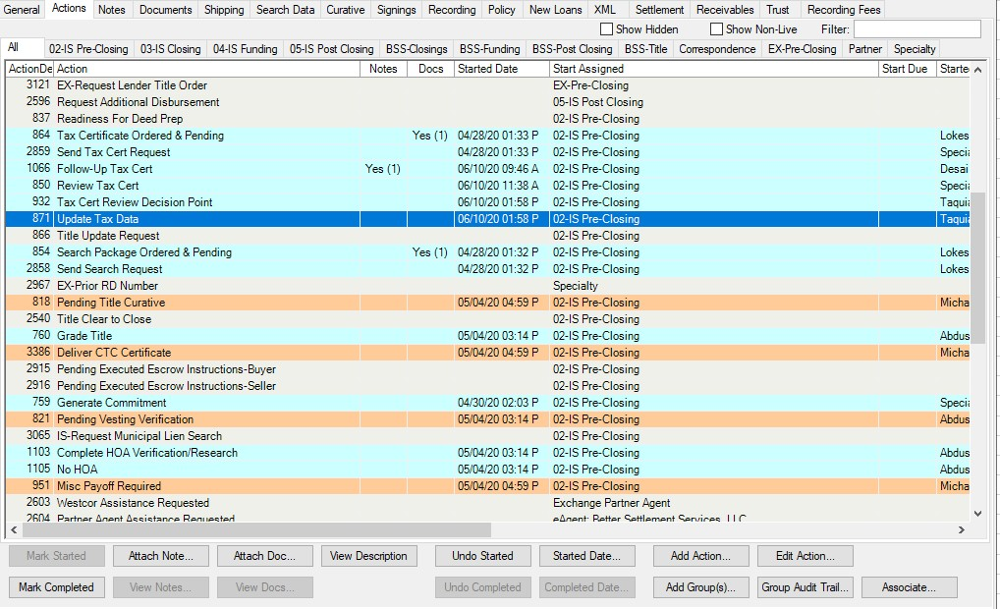 General Actions Notes Documents Shipping Search Data Curative Signings Recording Policy New Loans XML Settlement Receivables Trust Recording Fees
Show Hidden Show Non-Live Filter:
All 02-IS Pre-Closing 03-IS Closing 04-IS Funding 05-IS Post Closing BSS-Closings BSS-Funding BSS-Post Closing BSS-Title Correspondence EX-Pre-Closing Partner Specialty
ActionDe Action Notes Docs Started Date Start Assigned Start Due Starte
3121 EX-Request Lender Title Order EX-Pre-Closing
2596 Request Additional Disbursement 05-IS Post Closing
837 Readiness For Deed Prep 02-IS Pre-Closing
864 Tax Certificate Ordered & Pending Yes (1) 04/28/20 01:33 P 02-IS Pre-Closing Lokes
2859 Send Tax Cert Request 04/28/20 01:33 P 02-IS Pre-Closing Specia
1066 Follow-Up Tax Cert Yes (1) 06/10/20 09:46 A 02-IS Pre-Closing Desai
850 Review Tax Cert 06/10/20 11:38 A 02-IS Pre-Closing Specia
932 Tax Cert Review Decision Point 06/10/20 01:58 P 02-IS Pre-Closing Taquia
871 Update Tax Data 06/10/20 01:58 P 02-IS Pre-Closing Taquia
866 Title Update Request 02-IS Pre-Closing
854 Search Package Ordered & Pending Yes (1) 04/28/20 01:32 P 02-IS Pre-Closing Lokes
2858 Send Search Request 04/28/20 01:32 P 02-IS Pre-Closing Lokes
2967 EX-Prior RD Number Specialty
818 Pending Title Curative 05/04/20 04:59 P 02-IS Pre-Closing Micha
2540 Title Clear to Close 02-IS Pre-Closing
760 Grade Title 05/04/20 03:14 P 02-IS Pre-Closing Abdus
3386 Deliver CTC Certificate 05/04/20 04:59 P 02-IS Pre-Closing Micha
2915 Pending Executed Escrow Instructions-Buyer 02-IS Pre-Closing
2916 Pending Executed Escrow Instructions-Seller 02-IS Pre-Closing
759 Generate Commitment 04/30/20 02:03 P 02-IS Pre-Closing Specia
821 Pending Vesting Verification 05/04/20 03:14 P 02-IS Pre-Closing Abdus
3065 IS-Request Municipal Lien Search 02-IS Pre-Closing
1103 Complete HOA Verification/Research 05/04/20 03:14 P 02-IS Pre-Closing Abdus
1105 No HOA 05/04/20 03:14 P 02-IS Pre-Closing Abdus
951 Misc Payoff Required 05/04/20 04:59 P 02-IS Pre-Closing Micha
2603 Westcor Assistance Requested Exchange Partner Agent
2604 Partner Agent Assistance Requested eAgent: Better Settlement Services, LLC
Mark Started Attach Note... Attach Doc... View Description Undo Started Started Date... Add Action... Edit Action...
Mark Completed View Notes... View Docs... Undo Completed Completed Date... Add Group(s)... Group Audit Trail... Associate...